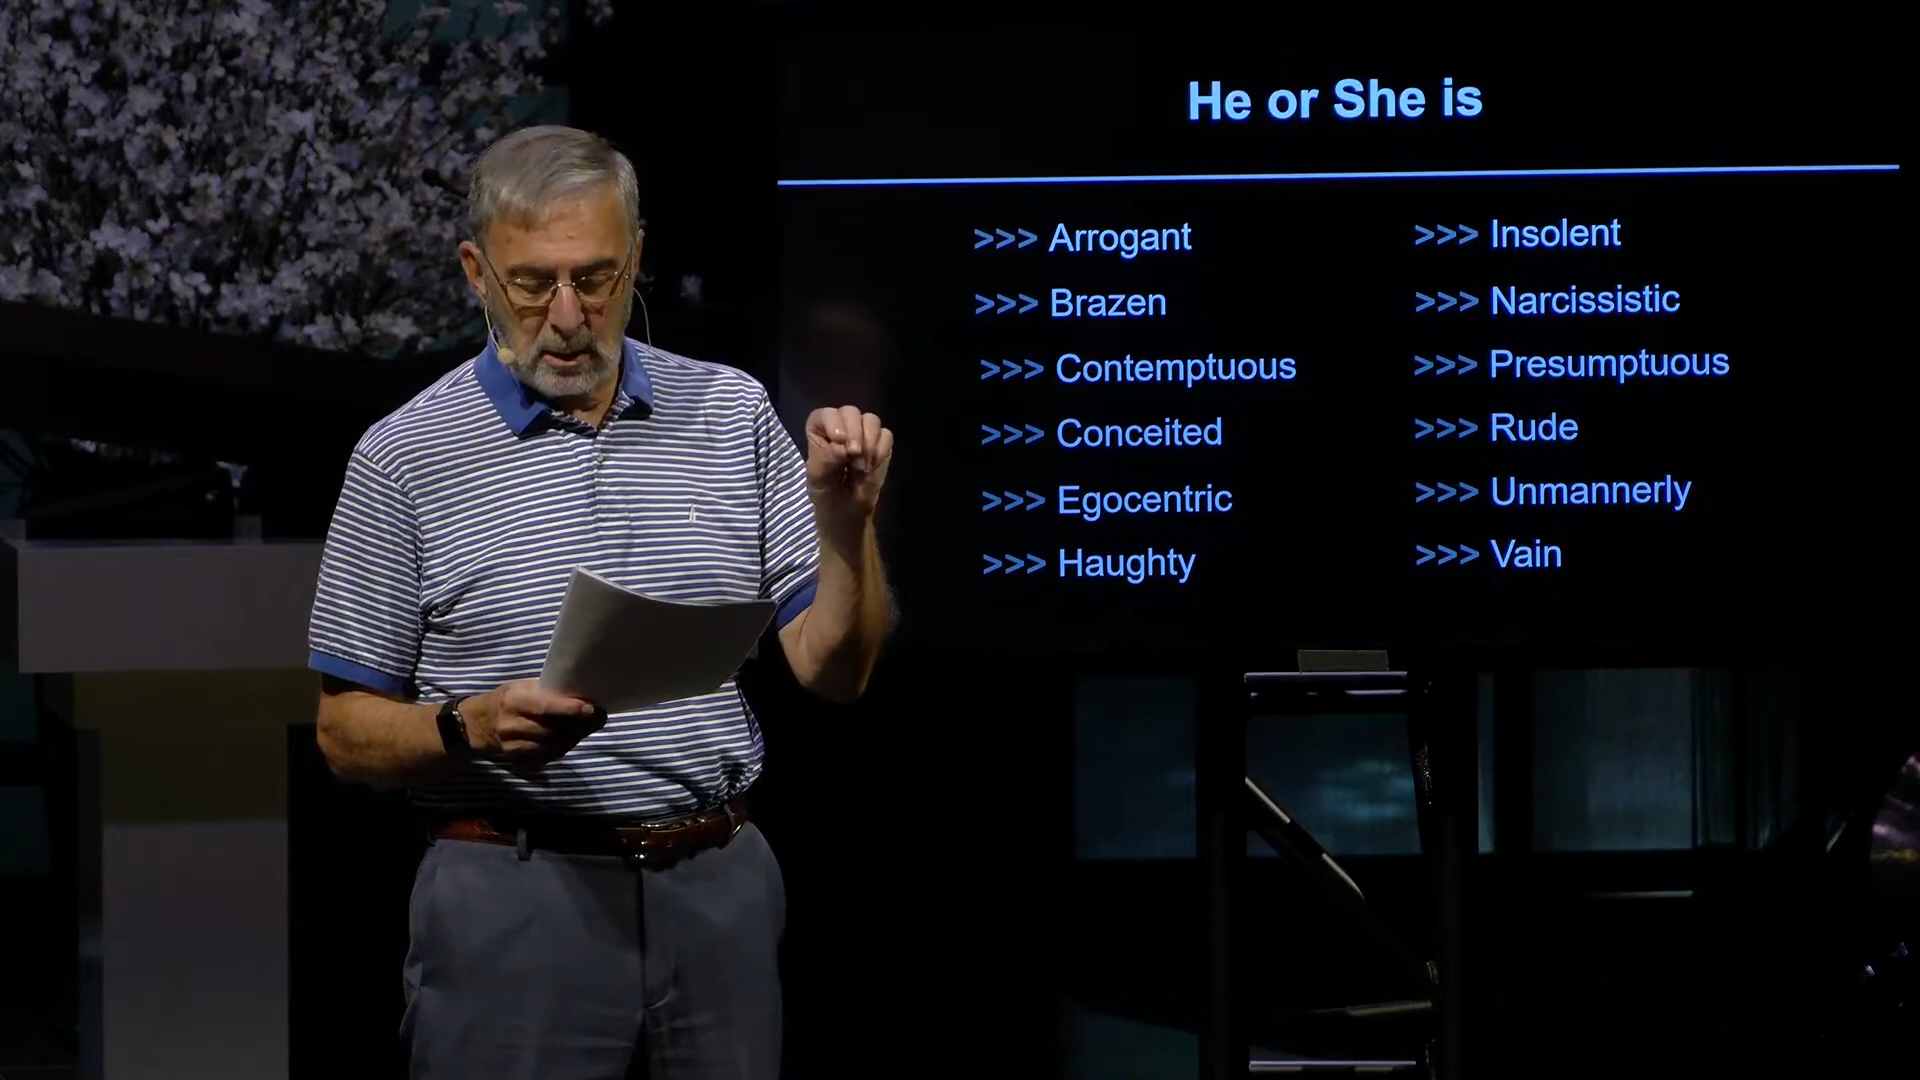 He or She is
>>> Arrogant
>>> Brazen
>>> Contemptuous
>>> Conceited
>>> Egocentric
>>> Haughty
>>> Insolent
>>> Narcissistic
>>> Presumptuous
>>> Rude
>>> Unmannerly
>>> Vain